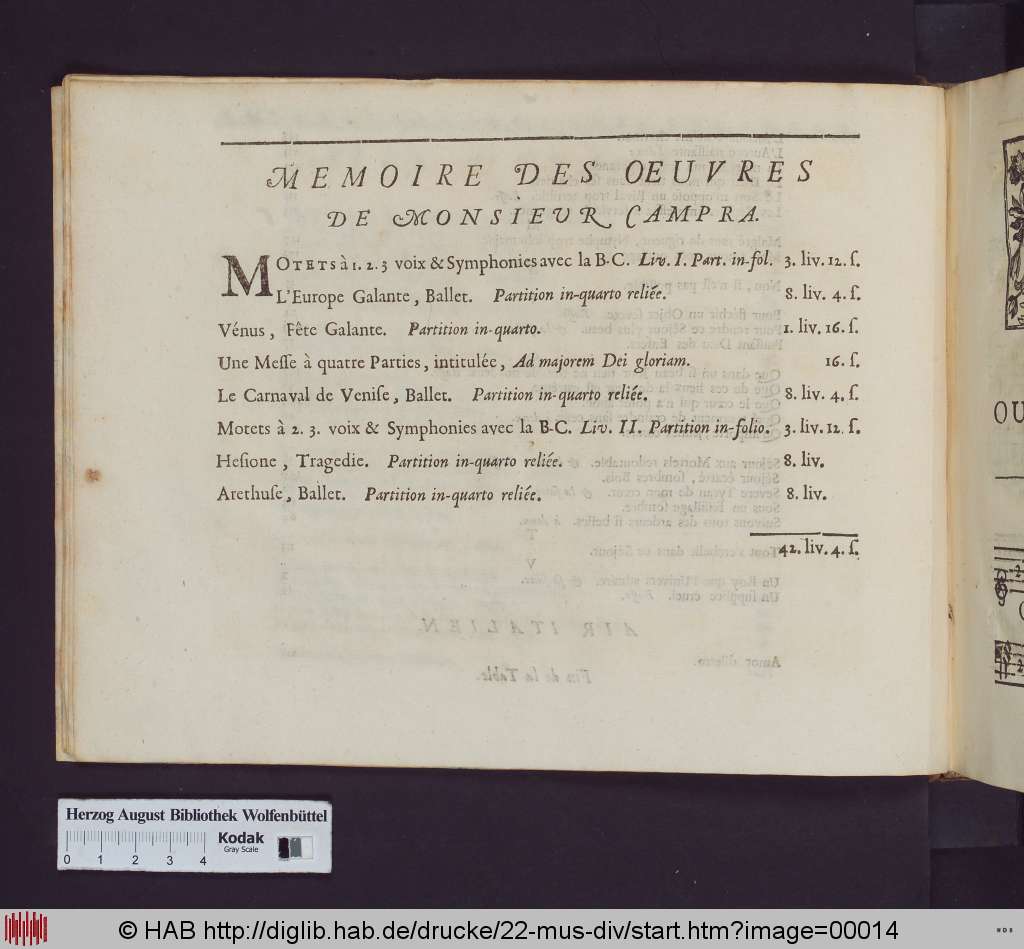 MEMOIRE DES OEUVRES
DE MONSIEUR CAMPRA.
MOTETS à 1. 2. 3 voix & Symphonies avec la B-C. Liv. I. Part. in-fol. 3. liv. 12. ſ.
L'Europe Galante, Ballet. Partition in-quarto reliée. 8. liv. 4. ſ.
Vénus, Fête Galante. Partition in-quarto. 1. liv. 16. ſ.
Une Meſſe à quatre Parties, intitulée, Ad majorem Dei gloriam. 16. ſ.
Le Carnaval de Veniſe, Ballet. Partition in-quarto reliée. 8. liv. 4. ſ.
Motets à 2. 3. voix & Symphonies avec la B-C. Liv. II. Partition in-folio. 3. liv. 12. ſ.
Heſione, Tragedie. Partition in-quarto reliée. 8. liv.
Arethuſe, Ballet. Partition in-quarto reliée. 8. liv.
42. liv. 4. ſ.
OU
Herzog August Bibliothek Wolfenbüttel
Kodak
Gray Scale
0 1 2 3 4
© HAB http://diglib.hab.de/drucke/22-mus-div/start.htm?image=00014